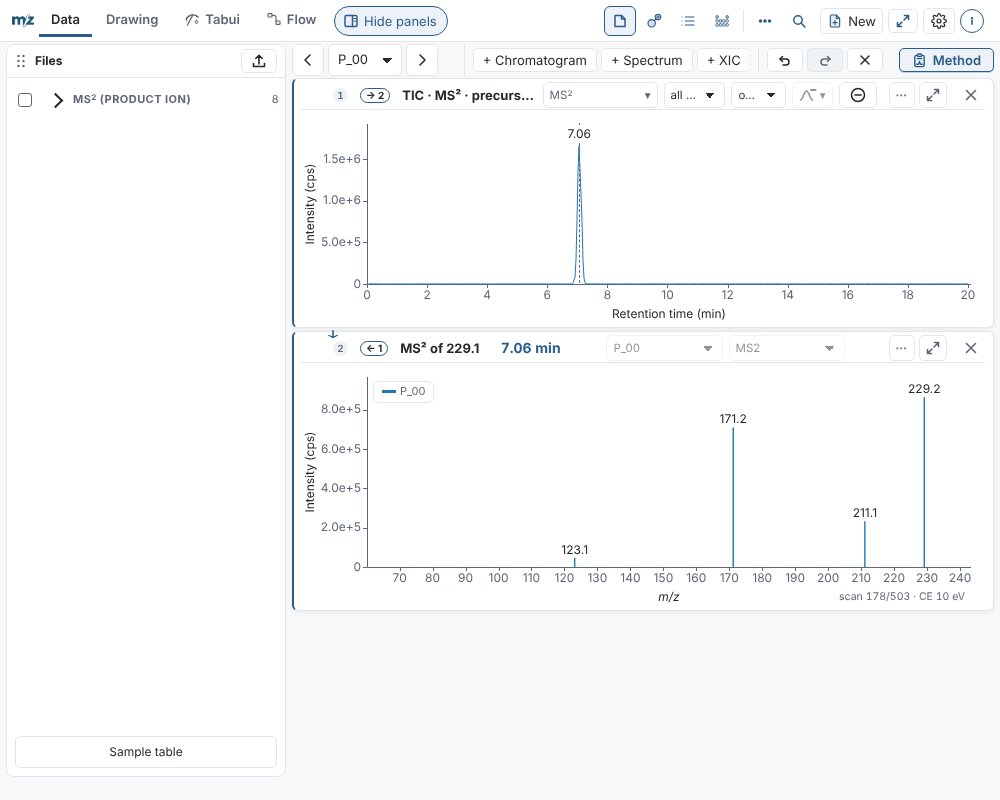 m/z Data Drawing Tabui Flow Hide panels New
Files
MS² (PRODUCT ION) 8
Sample table
P_00 + Chromatogram + Spectrum + XIC Method
1 → 2 TIC · MS² · precurs... MS² all ... o...
7.06
Intensity (cps)
1.5e+6
1.0e+6
5.0e+5
0
0 2 4 6 8 10 12 14 16 18 20
Retention time (min)
2 ← 1 MS² of 229.1 7.06 min P_00 MS2
P_00
Intensity (cps)
8.0e+5
6.0e+5
4.0e+5
2.0e+5
0
229.2
171.2
211.1
123.1
70 80 90 100 110 120 130 140 150 160 170 180 190 200 210 220 230 240
m/z
scan 178/503 · CE 10 eV